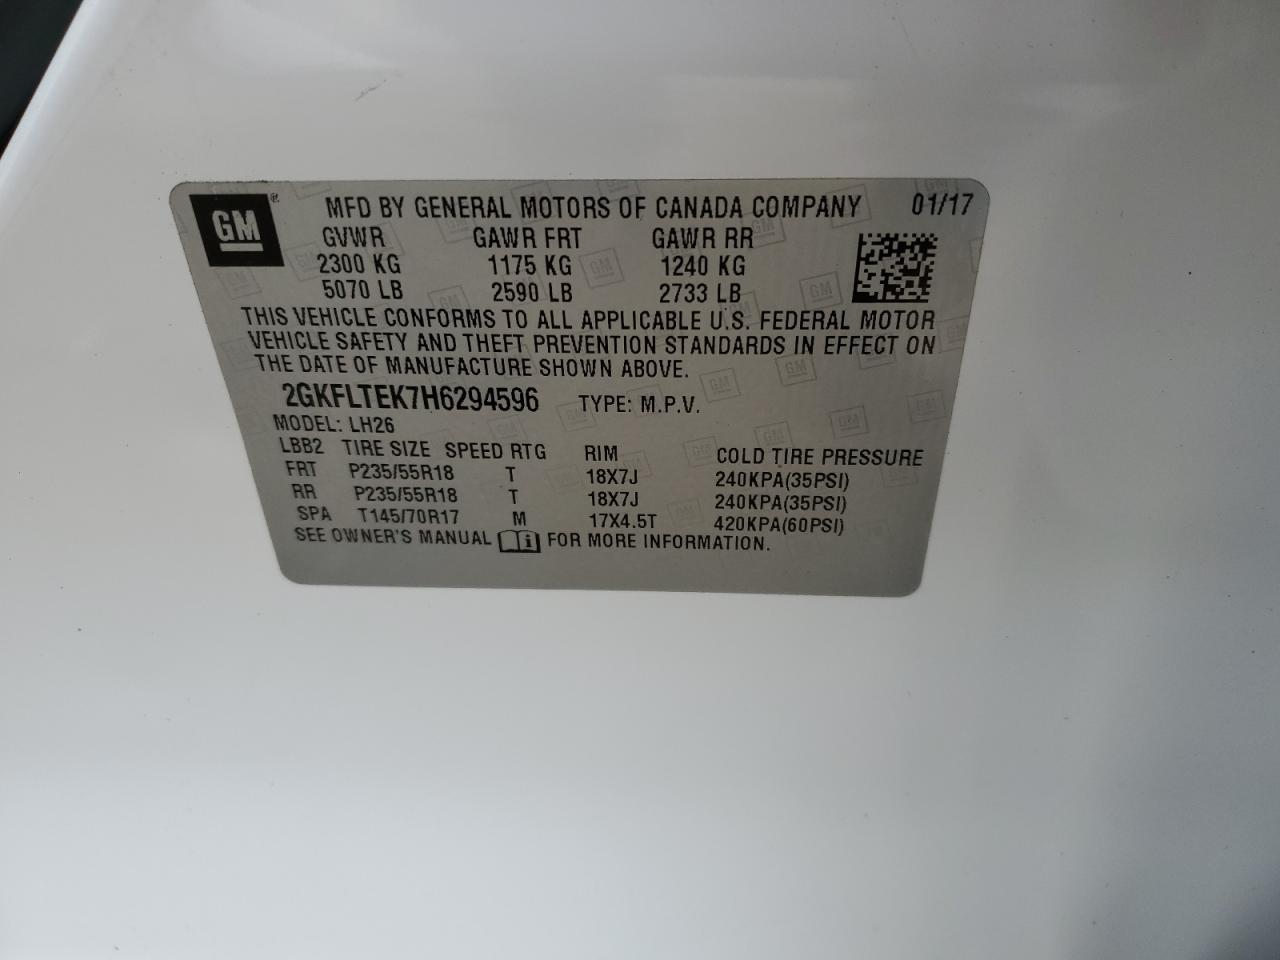 GM ® MFD BY GENERAL MOTORS OF CANADA COMPANY 01/17
GVWR GAWR FRT GAWR RR
2300 KG 1175 KG 1240 KG
5070 LB 2590 LB 2733 LB
THIS VEHICLE CONFORMS TO ALL APPLICABLE U.S. FEDERAL MOTOR
VEHICLE SAFETY AND THEFT PREVENTION STANDARDS IN EFFECT ON
THE DATE OF MANUFACTURE SHOWN ABOVE.
2GKFLTEK7H6294596 TYPE: M.P.V.
MODEL: LH26
LBB2 TIRE SIZE SPEED RTG RIM COLD TIRE PRESSURE
FRT P235/55R18 T 18X7J 240KPA(35PSI)
RR P235/55R18 T 18X7J 240KPA(35PSI)
SPA T145/70R17 M 17X4.5T 420KPA(60PSI)
SEE OWNER'S MANUAL i FOR MORE INFORMATION.